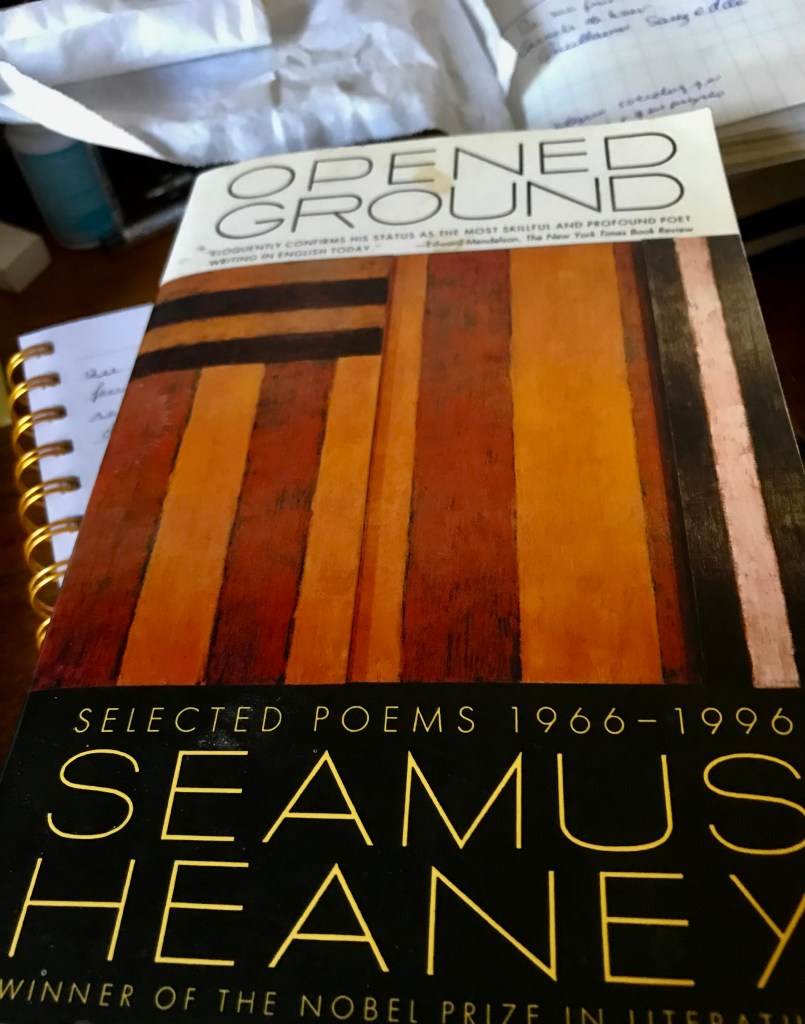 OPENED
GROUND
"ELOQUENTLY CONFIRMS HIS STATUS AS THE MOST SKILLFUL AND PROFOUND POET
WRITING IN ENGLISH TODAY." —Edward Mendelson, The New York Times Book Review
SELECTED POEMS 1966–1996
SEAMUS
HEANEY
WINNER OF THE NOBEL PRIZE IN